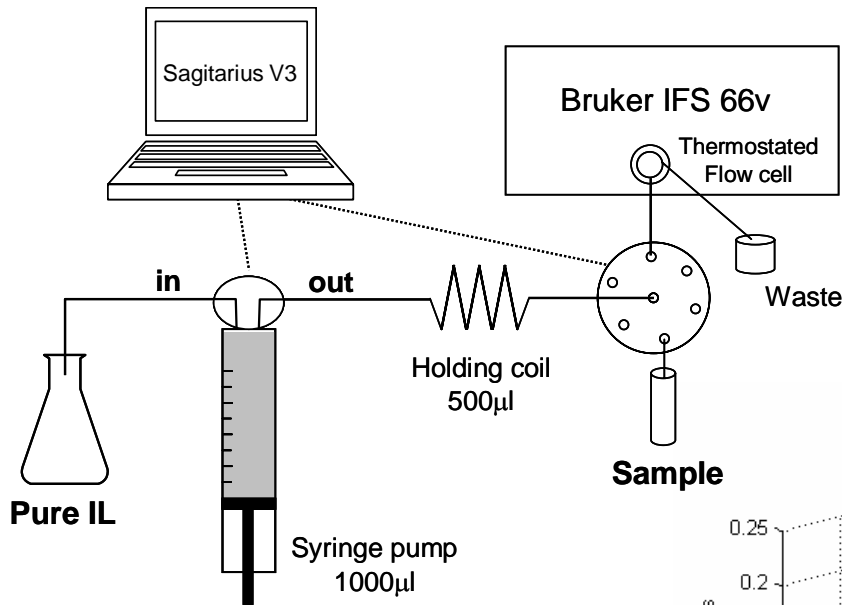 Sagitarius V3
Bruker IFS 66v
Thermostated
Flow cell
in
out
Waste
Holding coil
500μl
Sample
Pure IL
Syringe pump
1000μl
0.25
0.2